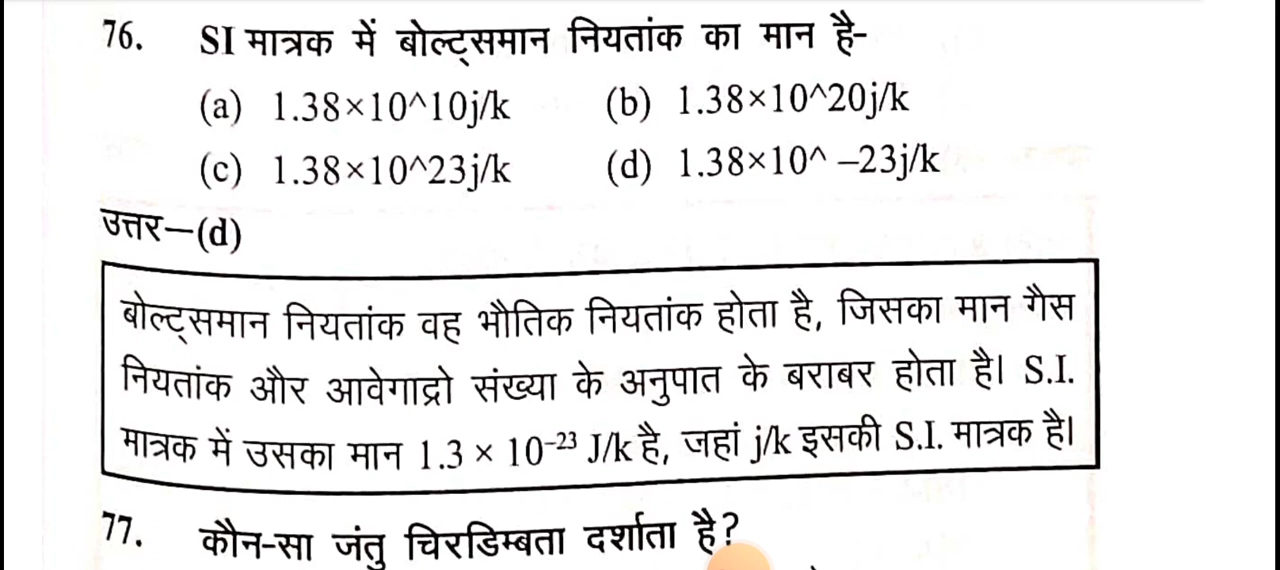 76. SI मात्रक में बोल्ट्समान नियतांक का मान है-
(a) 1.38×10^10j/k (b) 1.38×10^20j/k
(c) 1.38×10^23j/k (d) 1.38×10^ –23j/k
उत्तर—(d)
बोल्ट्समान नियतांक वह भौतिक नियतांक होता है, जिसका मान गैस
नियतांक और आवेगाद्रो संख्या के अनुपात के बराबर होता है। S.I.
मात्रक में उसका मान 1.3 × 10⁻²³ J/k है, जहां j/k इसकी S.I. मात्रक है।
77. कौन-सा जंतु चिरडिम्बता दर्शाता है?